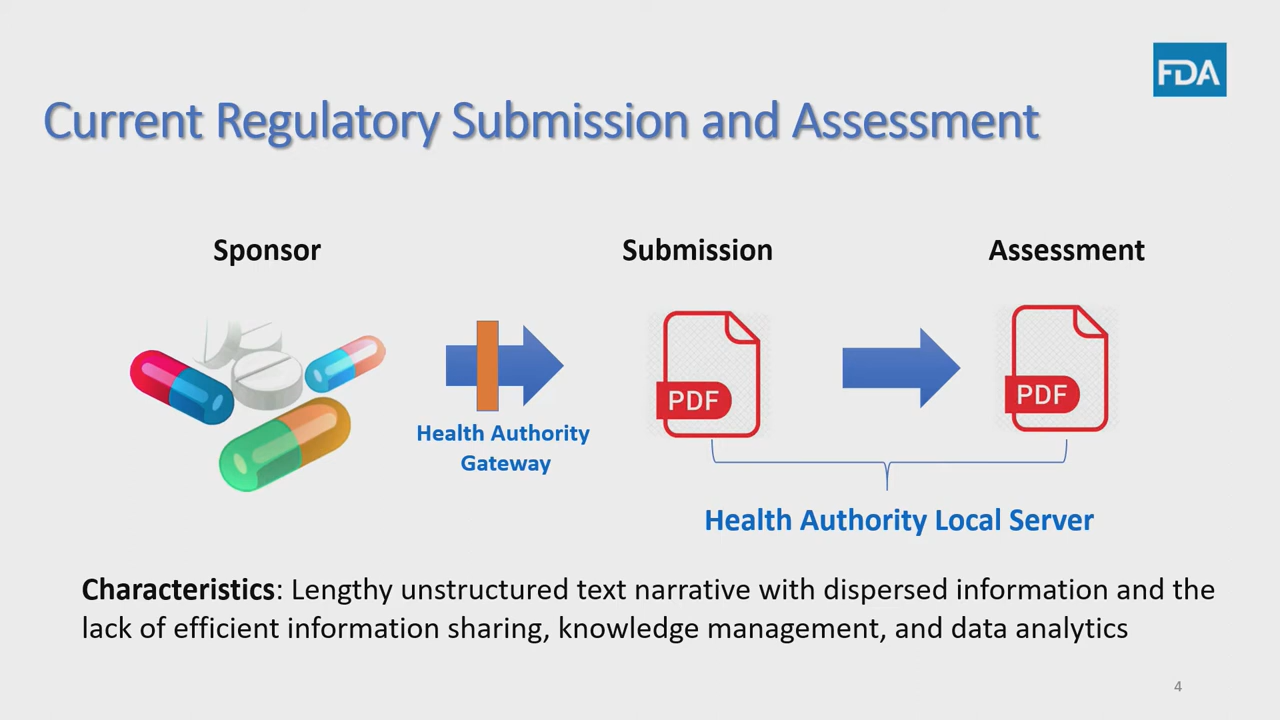 FDA
Current Regulatory Submission and Assessment
Sponsor
Submission
Assessment
Health Authority
Gateway
PDF
PDF
Health Authority Local Server
Characteristics: Lengthy unstructured text narrative with dispersed information and the
lack of efficient information sharing, knowledge management, and data analytics
4